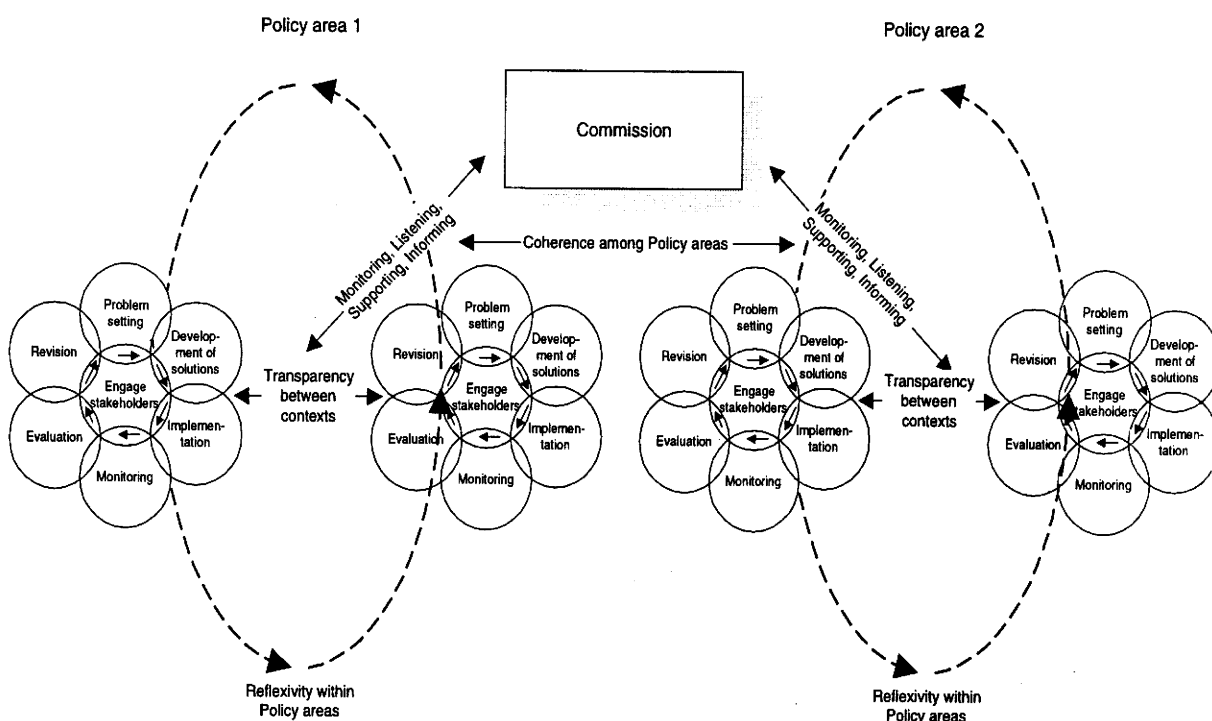 Policy area 1
Policy area 2
Commission
Monitoring, Listening,
Supporting, Informing
Coherence among Policy areas
Monitoring, Listening,
Supporting, Informing
Problem
setting
Develop-
ment of
solutions
Implemen-
tation
Monitoring
Evaluation
Revision
Engage
stakeholders
Transparency
between
contexts
Problem
setting
Develop-
ment of
solutions
Implemen-
tation
Monitoring
Evaluation
Revision
Engage
stakeholders
Problem
setting
Develop-
ment of
solutions
Implemen-
tation
Monitoring
Evaluation
Revision
Engage
stakeholders
Transparency
between
contexts
Problem
setting
Develop-
ment of
solutions
Implemen-
tation
Monitoring
Evaluation
Revision
Engage
stakeholders
Reflexivity within
Policy areas
Reflexivity within
Policy areas